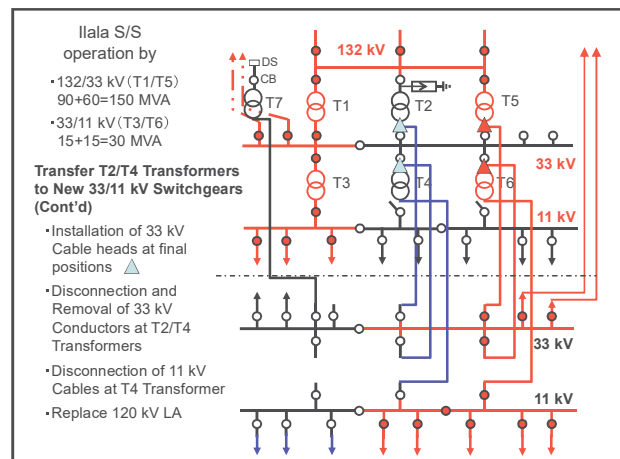 Ilala S/S
operation by
・132/33 kV (T1/T5)
90+60=150 MVA
・33/11 kV (T3/T6)
15+15=30 MVA
Transfer T2/T4 Transformers
to New 33/11 kV Switchgears
(Cont'd)
・Installation of 33 kV
Cable heads at final
positions
・Disconnection and
Removal of 33 kV
Conductors at T2/T4
Transformers
・Disconnection of 11 kV
Cables at T4 Transformer
・Replace 120 kV LA
132 kV
DS
CB
T7
T1
T2
T5
33 kV
T3
T4
T6
11 kV
33 kV
11 kV